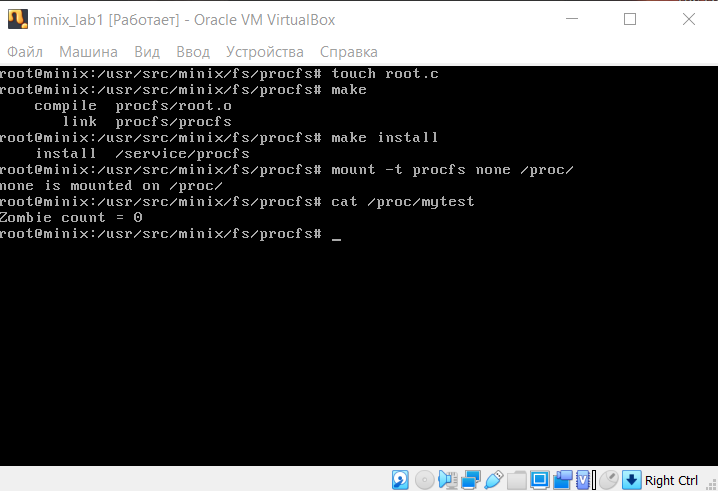 minix_lab1 [Работает] - Oracle VM VirtualBox
Файл Машина Вид Ввод Устройства Справка
root@minix:/usr/src/minix/fs/procfs# touch root.c
root@minix:/usr/src/minix/fs/procfs# make
compile procfs/root.o
link procfs/procfs
root@minix:/usr/src/minix/fs/procfs# make install
install /service/procfs
root@minix:/usr/src/minix/fs/procfs# mount -t procfs none /proc/
none is mounted on /proc/
root@minix:/usr/src/minix/fs/procfs# cat /proc/mytest
Zombie count = 0
root@minix:/usr/src/minix/fs/procfs# _
Right Ctrl